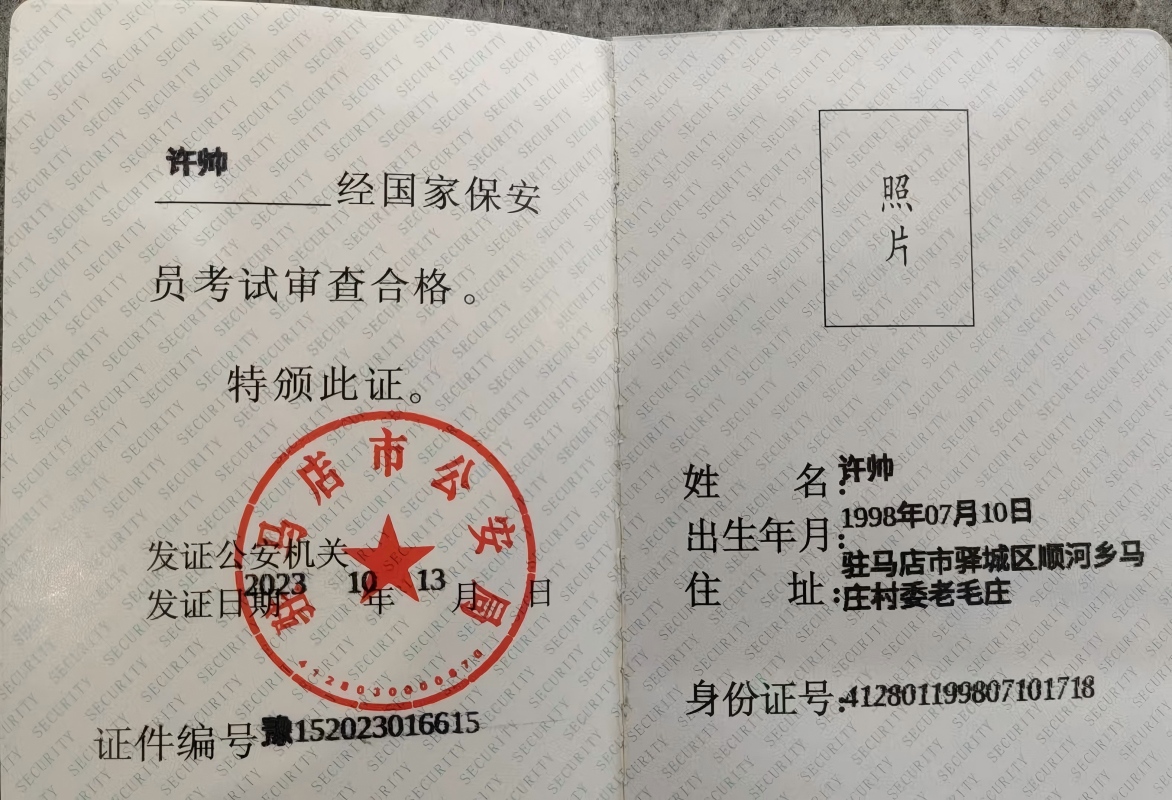 许帅
经国家保安
员考试审查合格。
特颁此证。
驻马店市公安局
发证公安机关
发证日期 2023 年 10 月 13 日
证件编号 豫152023016615
照
片
姓 名:许帅
出生年月:1998年07月10日
住 址:驻马店市驿城区顺河乡马
庄村委老毛庄
身份证号:412801199807101718
SECURITY